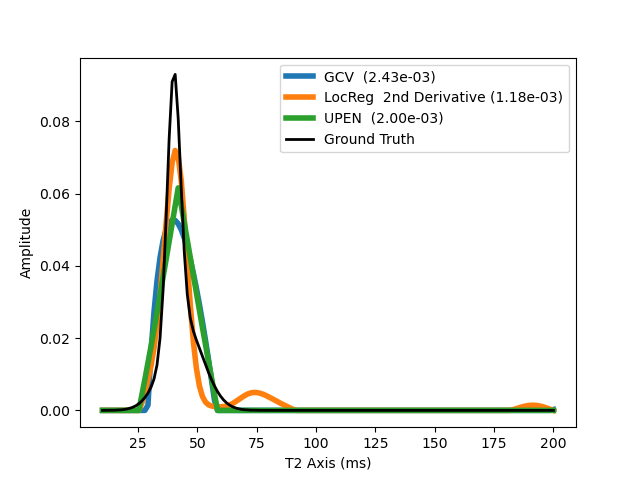 GCV (2.43e-03)
LocReg 2nd Derivative (1.18e-03)
UPEN (2.00e-03)
Ground Truth
Amplitude
0.08
0.06
0.04
0.02
0.00
25 50 75 100 125 150 175 200
T2 Axis (ms)